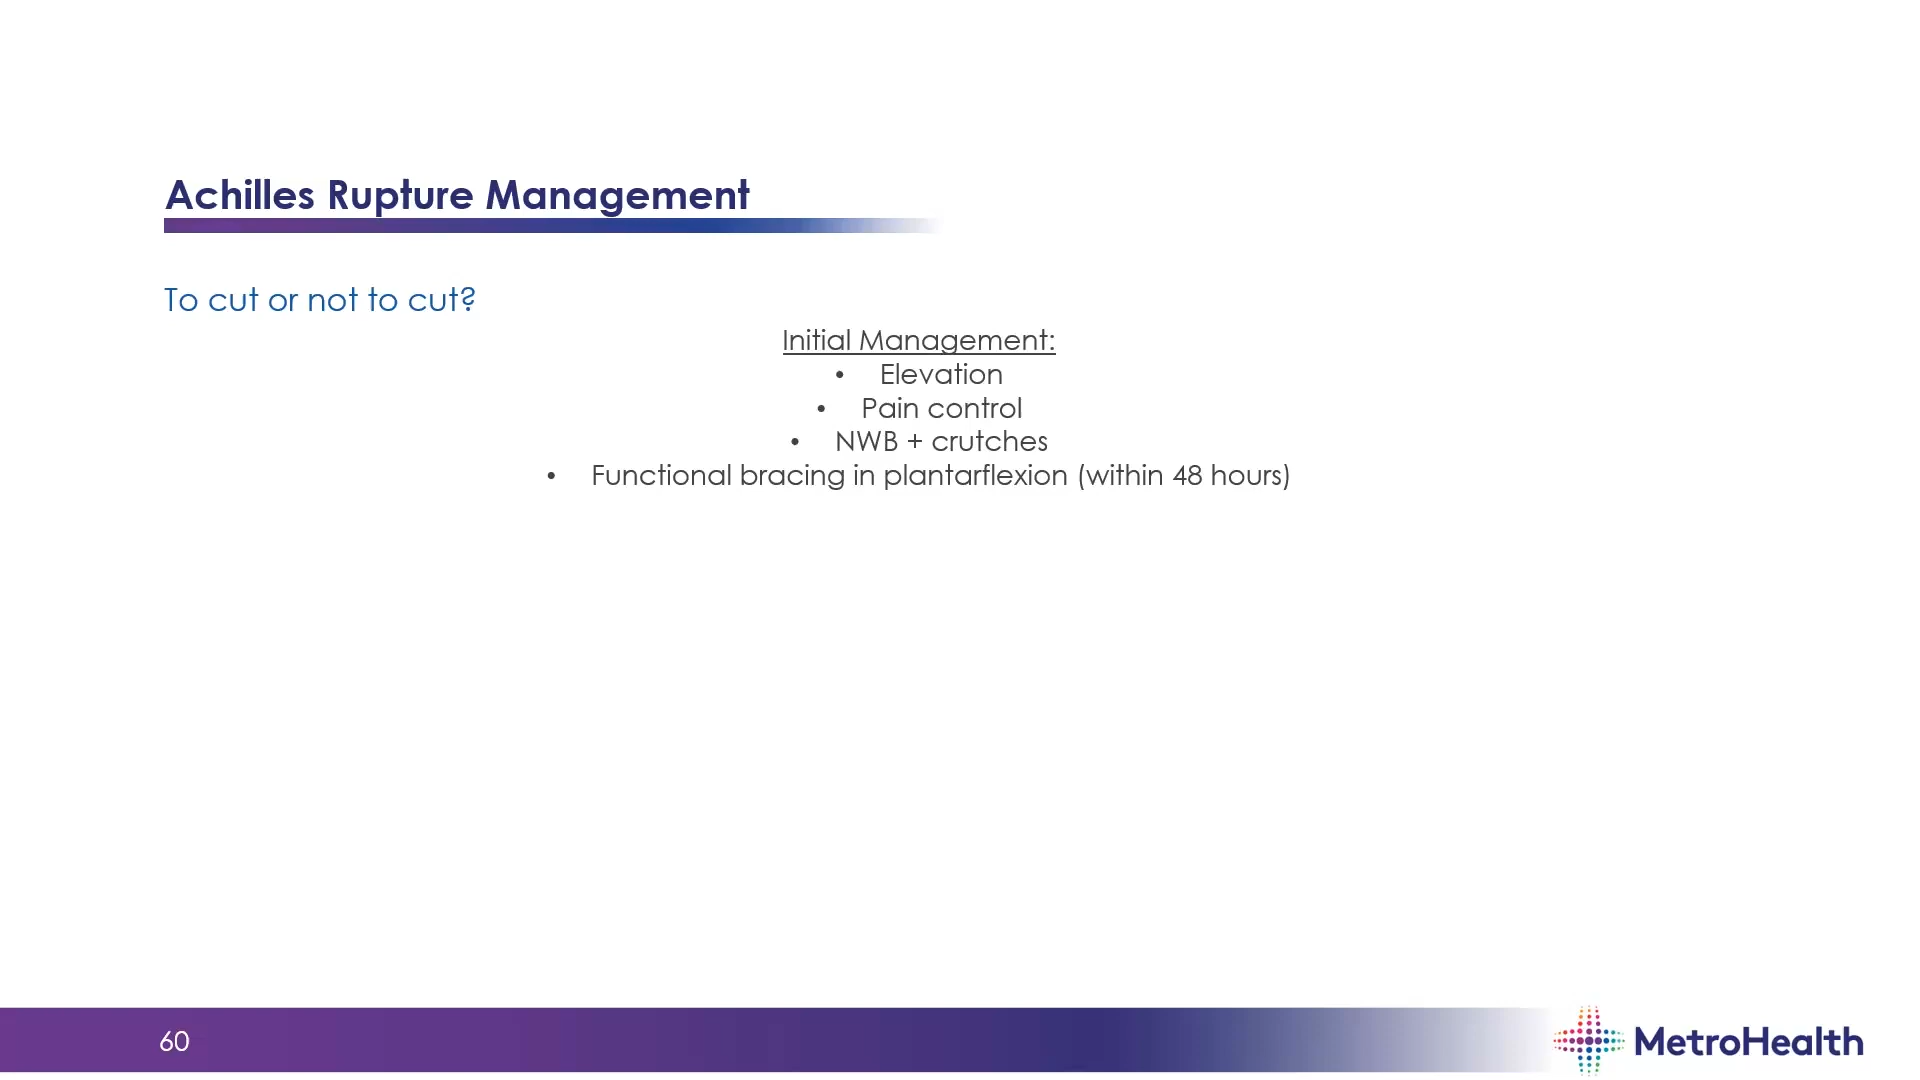 Achilles Rupture Management
To cut or not to cut?
Initial Management:
• Elevation
• Pain control
• NWB + crutches
• Functional bracing in plantarflexion (within 48 hours)
60
MetroHealth